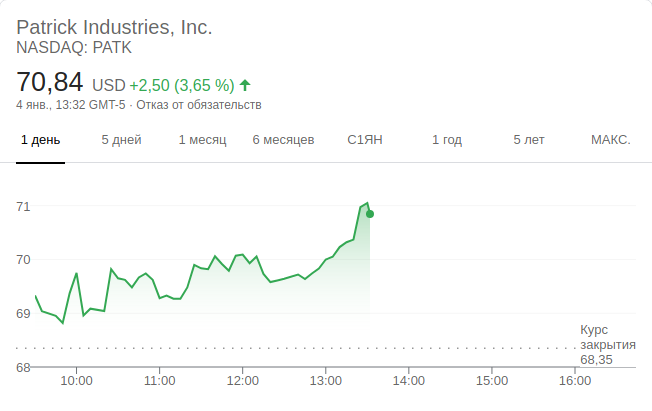 Patrick Industries, Inc.
NASDAQ: PATK
70,84 USD +2,50 (3,65 %)
4 янв., 13:32 GMT-5 · Отказ от обязательств
1 день 5 дней 1 месяц 6 месяцев С1ЯН 1 год 5 лет МАКС.
71
70
69
Курс
закрытия
68,35
68
10:00 11:00 12:00 13:00 14:00 15:00 16:00